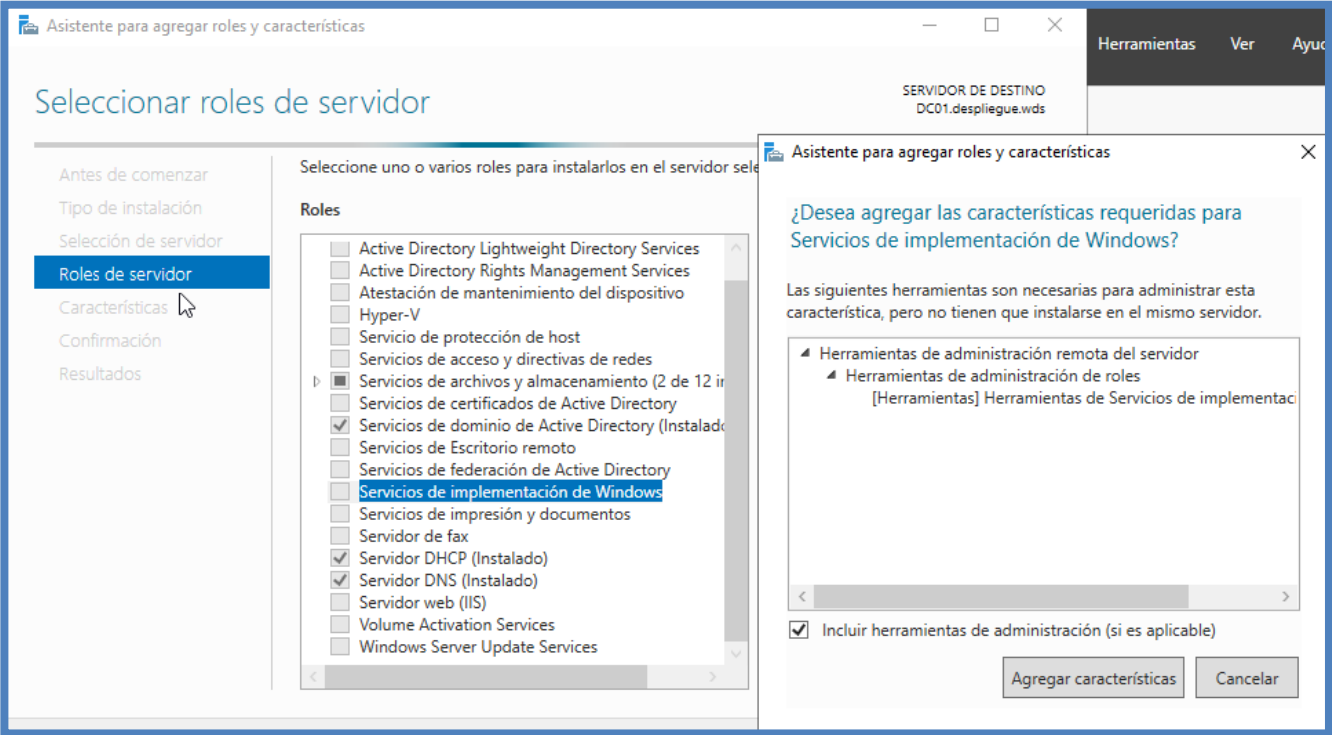 Asistente para agregar roles y características
Herramientas Ver Ayuc
Seleccionar roles de servidor
SERVIDOR DE DESTINO
DC01.despliegue.wds
Antes de comenzar
Tipo de instalación
Selección de servidor
Roles de servidor
Características
Confirmación
Resultados
Seleccione uno o varios roles para instalarlos en el servidor sele
Roles
Active Directory Lightweight Directory Services
Active Directory Rights Management Services
Atestación de mantenimiento del dispositivo
Hyper-V
Servicio de protección de host
Servicios de acceso y directivas de redes
Servicios de archivos y almacenamiento (2 de 12 ir
Servicios de certificados de Active Directory
Servicios de dominio de Active Directory (Instalado
Servicios de Escritorio remoto
Servicios de federación de Active Directory
Servicios de implementación de Windows
Servicios de impresión y documentos
Servidor de fax
Servidor DHCP (Instalado)
Servidor DNS (Instalado)
Servidor web (IIS)
Volume Activation Services
Windows Server Update Services
Asistente para agregar roles y características
¿Desea agregar las características requeridas para
Servicios de implementación de Windows?
Las siguientes herramientas son necesarias para administrar esta
característica, pero no tienen que instalarse en el mismo servidor.
Herramientas de administración remota del servidor
Herramientas de administración de roles
[Herramientas] Herramientas de Servicios de implementaci
Incluir herramientas de administración (si es aplicable)
Agregar características
Cancelar